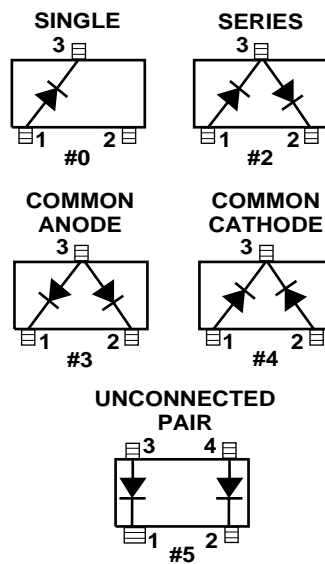 SINGLE
3
1 2
#0
SERIES
3
1 2
#2
COMMON
ANODE
3
1 2
#3
COMMON
CATHODE
3
1 2
#4
UNCONNECTED
PAIR
3 4
1 2
#5